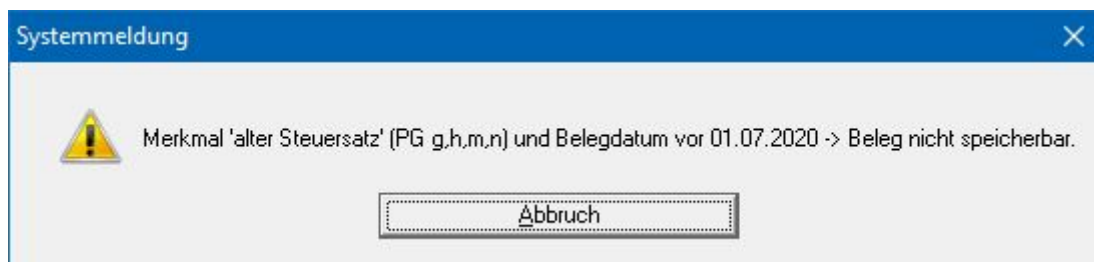 Systemmeldung
Merkmal 'alter Steuersatz' (PG g,h,m,n) und Belegdatum vor 01.07.2020 -> Beleg nicht speicherbar.
Abbruch